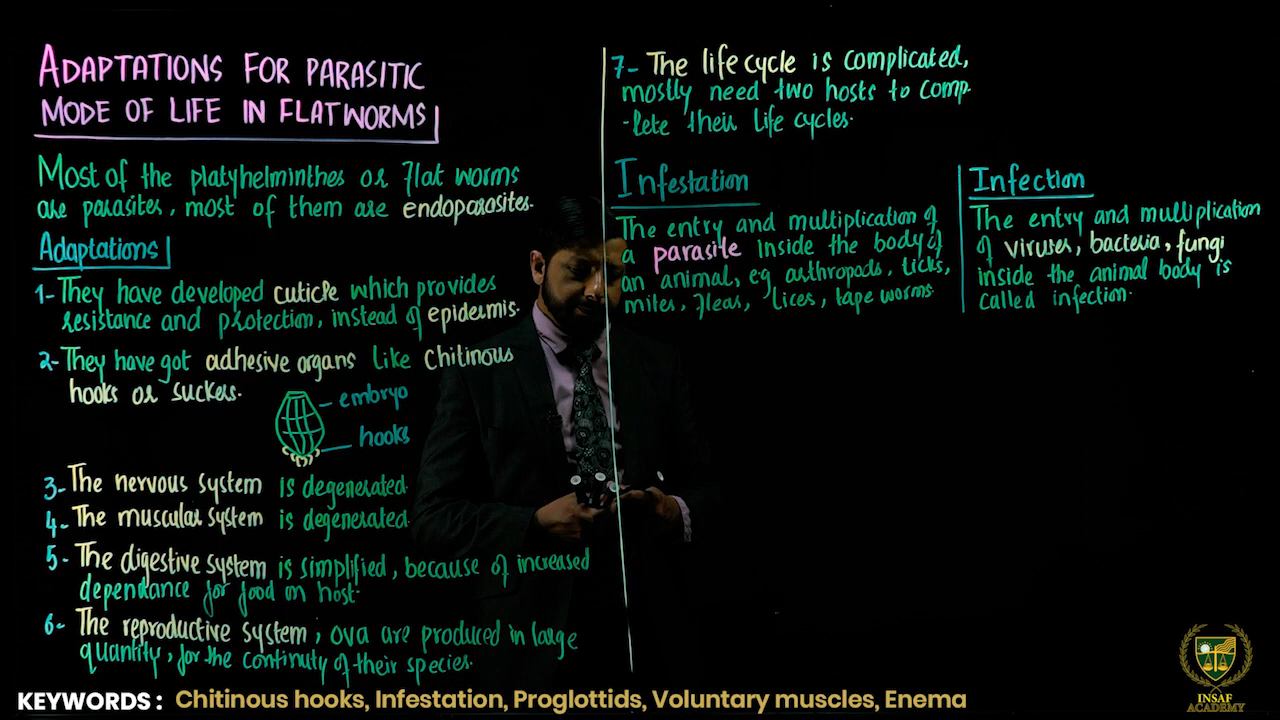 ADAPTATIONS FOR PARASITIC
MODE OF LIFE IN FLATWORMS
Most of the platyhelminthes or Flat worms
are parasites, most of them are endoparasites.
Adaptations
1- They have developed cuticle which provides
resistance and protection, instead of epidermis.
2- They have got adhesive organs like Chitinous
hooks or suckers.
embryo
hooks
3- The nervous system is degenerated
4- The muscular system is degenerated
5- The digestive system is simplified, because of increased
dependance for food on host.
6- The reproductive system; ova are produced in large
quantity, for the continuity of their species.
7- The life cycle is complicated,
mostly need two hosts to comp-
-lete their life cycles.
Infestation
The entry and multiplication of
a parasite inside the body of
an animal, eg arthropods, ticks,
mites, fleas, lices, tape worms.
Infection
The entry and multiplication
of viruses, bacteria, fungi
inside the animal body is
called infection.
KEYWORDS : Chitinous hooks, Infestation, Proglottids, Voluntary muscles, Enema
INSAF
ACADEMY